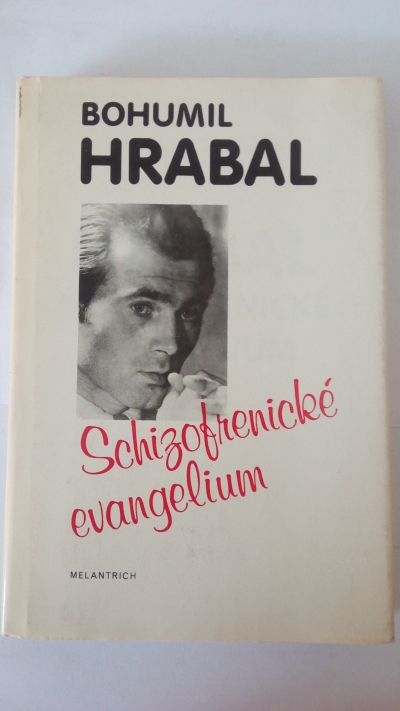 BOHUMIL
HRABAL
Schizofrenické
evangelium
MELANTRICH